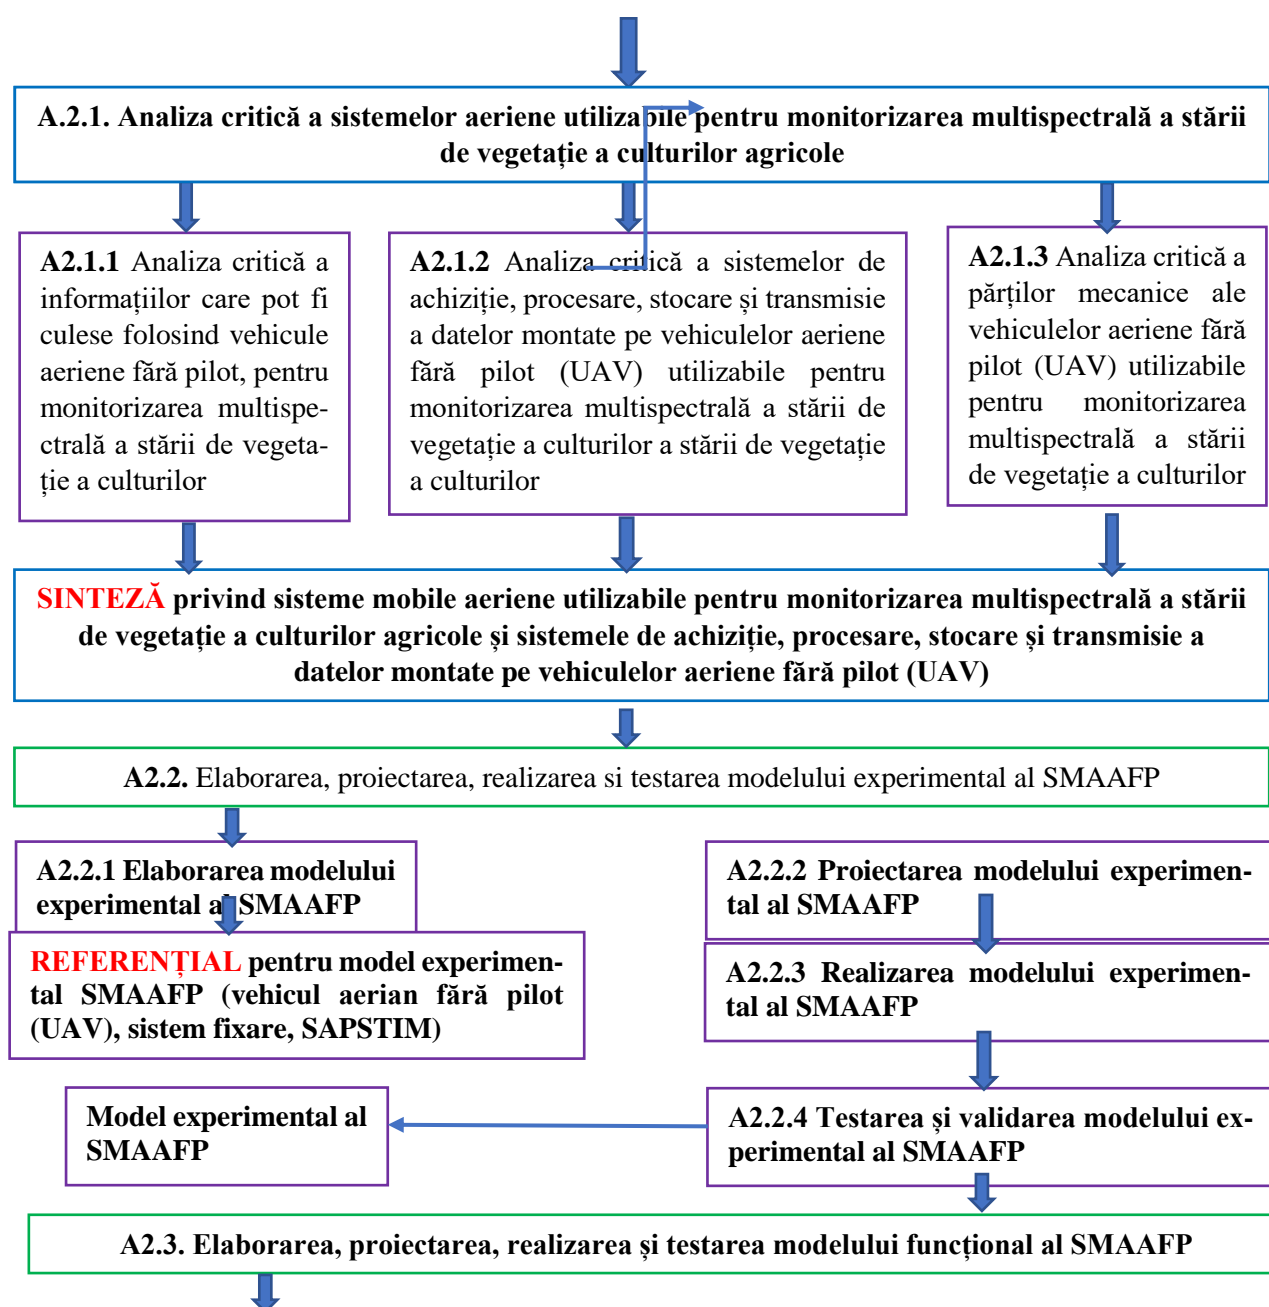 A.2.1. Analiza critică a sistemelor aeriene utilizabile pentru monitorizarea multispectrală a stării
de vegetație a culturilor agricole
A2.1.1 Analiza critică a
informațiilor care pot fi
culese folosind vehicule
aeriene fără pilot, pentru
monitorizarea multispe-
ctrală a stării de vegeta-
ție a culturilor
A2.1.2 Analiza critică a sistemelor de
achiziție, procesare, stocare și transmisie
a datelor montate pe vehiculelor aeriene
fără pilot (UAV) utilizabile pentru
monitorizarea multispectrală a stării de
vegetație a culturilor a stării de vegetație
a culturilor
A2.1.3 Analiza critică a
părților mecanice ale
vehiculelor aeriene fără
pilot (UAV) utilizabile
pentru monitorizarea
multispectrală a stării
de vegetație a culturilor
SINTEZĂ privind sisteme mobile aeriene utilizabile pentru monitorizarea multispectrală a stării
de vegetație a culturilor agricole și sistemele de achiziție, procesare, stocare și transmisie a
datelor montate pe vehiculelor aeriene fără pilot (UAV)
A2.2. Elaborarea, proiectarea, realizarea si testarea modelului experimental al SMAAFP
A2.2.1 Elaborarea modelului
experimental al SMAAFP
REFERENȚIAL pentru model experimen-
tal SMAAFP (vehicul aerian fără pilot
(UAV), sistem fixare, SAPSTIM)
A2.2.2 Proiectarea modelului experimen-
tal al SMAAFP
A2.2.3 Realizarea modelului experimen-
tal al SMAAFP
Model experimental al
SMAAFP
A2.2.4 Testarea și validarea modelului ex-
perimental al SMAAFP
A2.3. Elaborarea, proiectarea, realizarea și testarea modelului funcțional al SMAAFP